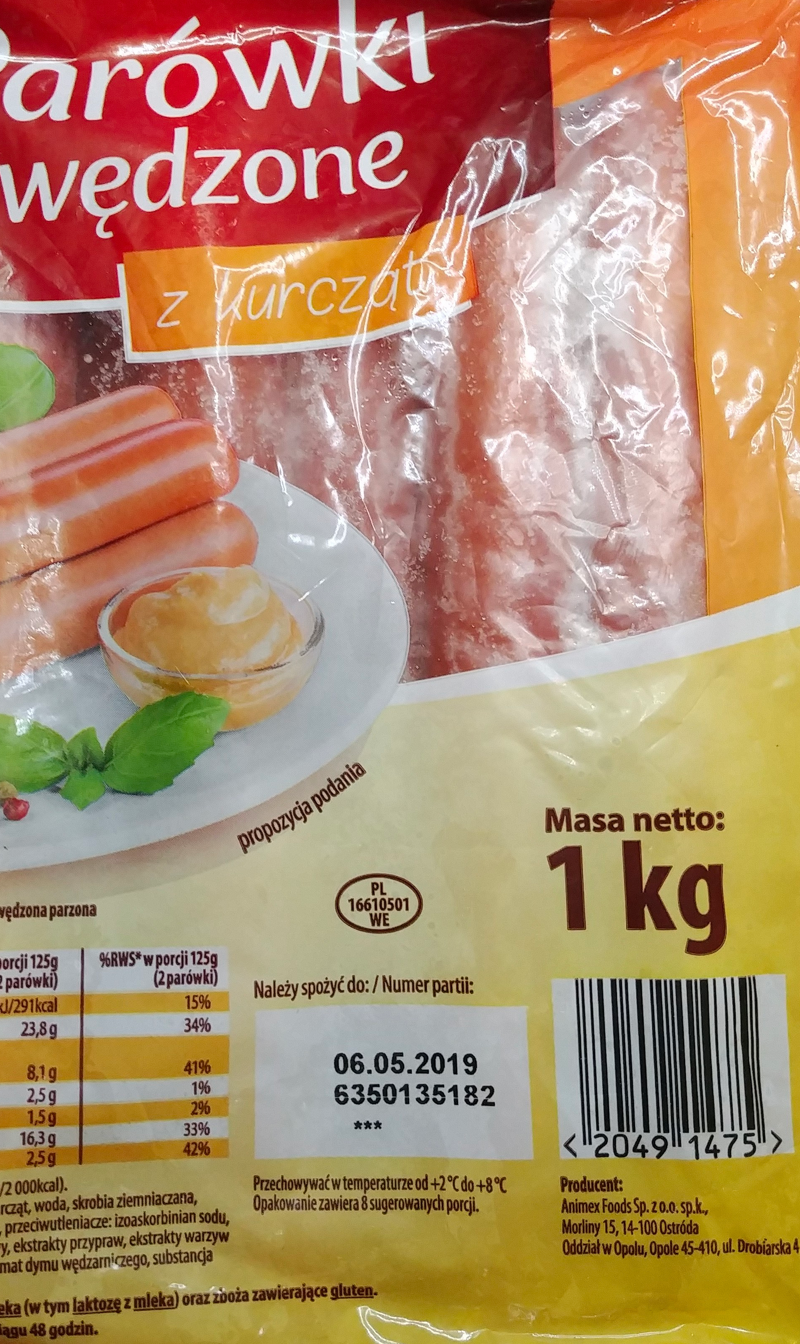 Parówki
wędzone
z kurcząt
propozycja podania
Masa netto:
1 kg
PL
16610501
WE
wędzona parzona
porcji 125g
2 parówki)
%RWS* w porcji 125g
(2 parówki)
kJ/291kcal
15%
23,8 g
34%
8,1 g
41%
2,5 g
1%
1,5 g
2%
16,3 g
33%
2,5 g
42%
/2 000kcal).
rcząt, woda, skrobia ziemniaczana,
, przeciwutleniacze: izoaskorbinian sodu,
y, ekstrakty przypraw, ekstrakty warzyw
mat dymu wędzarniczego, substancja
eka (w tym laktozę z mleka) oraz zboża zawierające gluten.
iągu 48 godzin.
Należy spożyć do: / Numer partii:
06.05.2019
6350135182
***
Przechowywać w temperaturze od +2 °C do +8 °C
Opakowanie zawiera 8 sugerowanych porcji.
< 2049 1475 >
Producent:
Animex Foods Sp. z o.o. sp.k.,
Morliny 15, 14-100 Ostróda
Oddział w Opolu, Opole 45-410, ul. Drobiarska 4